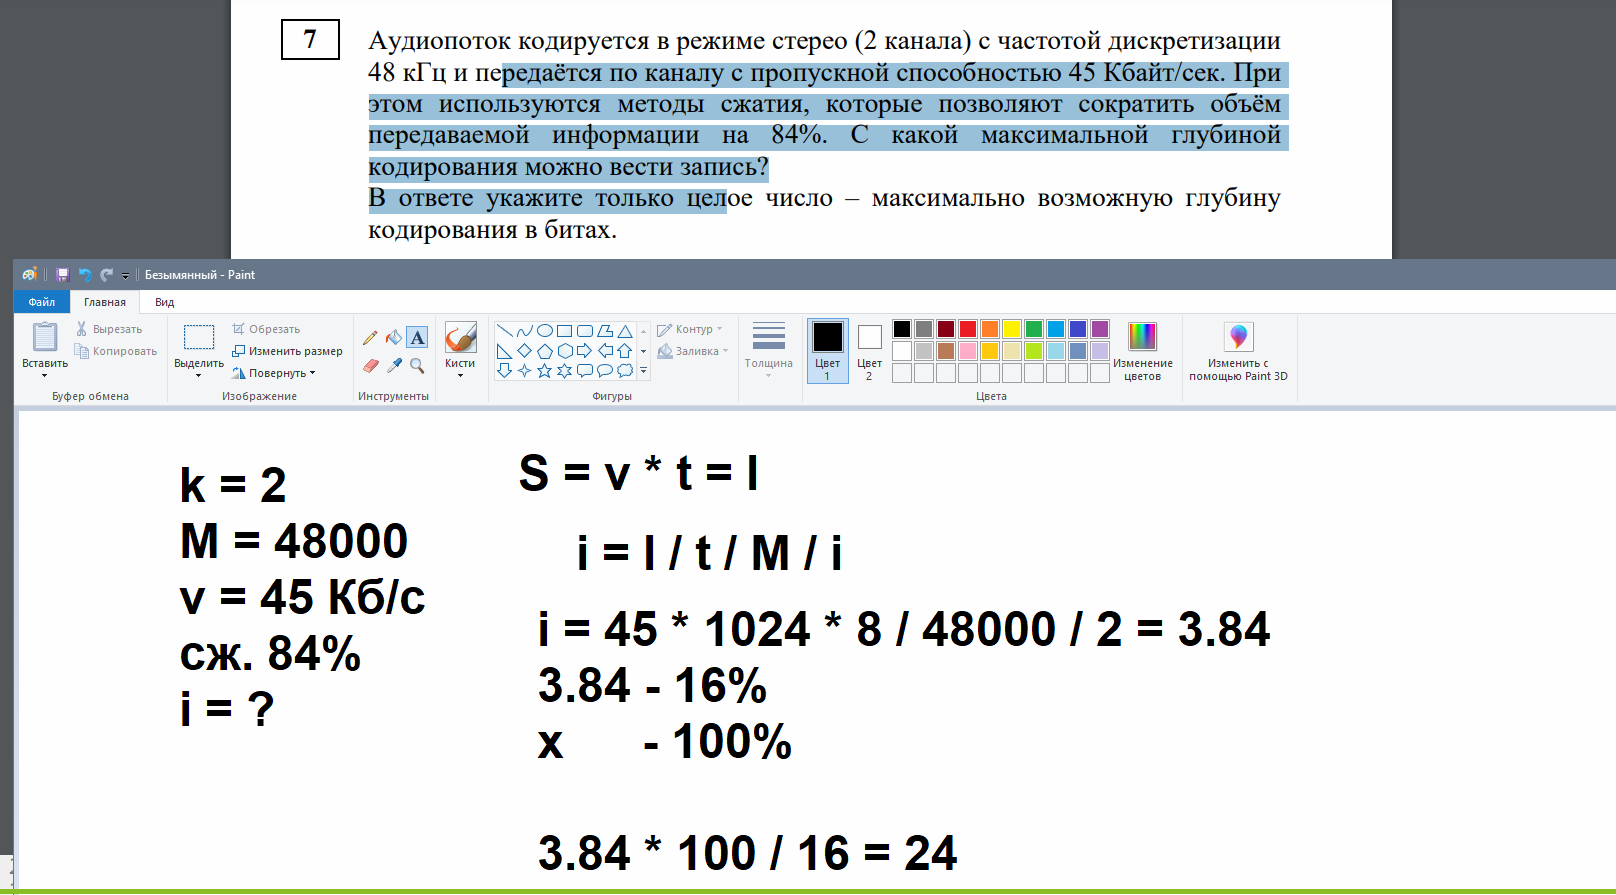 7
Аудиопоток кодируется в режиме стерео (2 канала) с частотой дискретизации
48 кГц и передаётся по каналу с пропускной способностью 45 Кбайт/сек. При
этом используются методы сжатия, которые позволяют сократить объём
передаваемой информации на 84%. С какой максимальной глубиной
кодирования можно вести запись?
В ответе укажите только целое число – максимально возможную глубину
кодирования в битах.
Безымянный - Paint
Файл Главная Вид
Вставить
Вырезать
Копировать
Буфер обмена
Выделить
Обрезать
Изменить размер
Повернуть
Изображение
A
Инструменты
Кисти
Контур
Заливка
Фигуры
Толщина
Цвет
1
Цвет
2
Изменение
цветов
Цвета
Изменить с
помощью Paint 3D
k = 2
M = 48000
v = 45 Кб/с
сж. 84%
i = ?
S = v * t = I
i = I / t / M / i
i = 45 * 1024 * 8 / 48000 / 2 = 3.84
3.84 - 16%
x - 100%
3.84 * 100 / 16 = 24